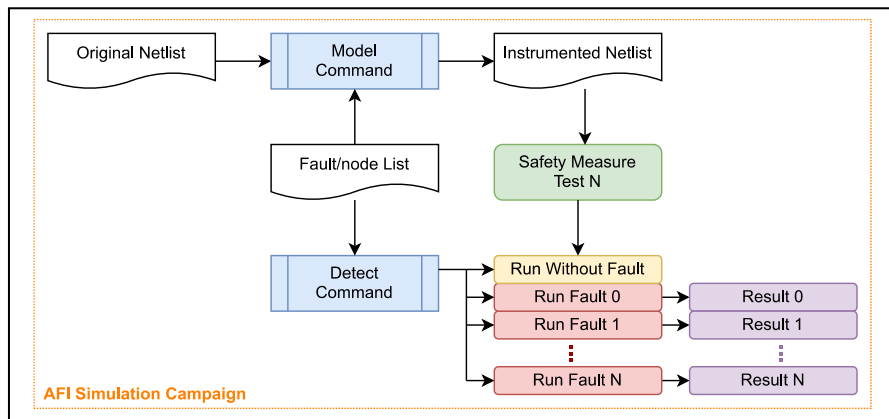 Original Netlist
Model
Command
Instrumented Netlist
Fault/node List
Safety Measure
Test N
Detect
Command
Run Without Fault
Run Fault 0
Result 0
Run Fault 1
Result 1
Run Fault N
Result N
AFI Simulation Campaign